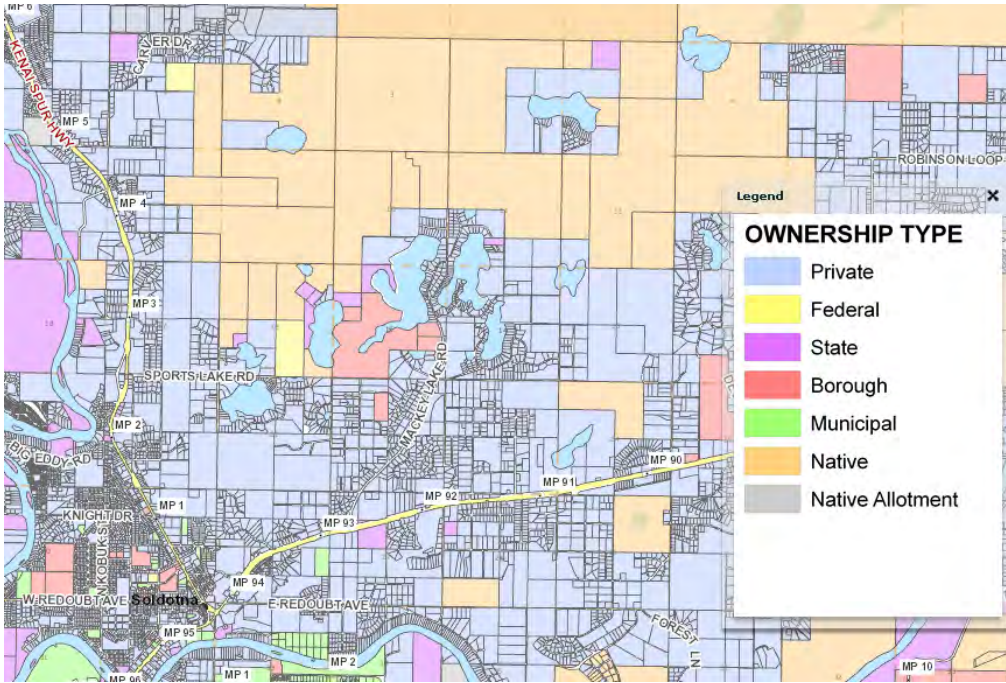 MP 6
KENAI SPUR HWY
MP 5
ROBINSON LOOP
MP 4
MP 3
SPORTS LAKE RD
MACKEY LAKE RD
MP 2
BIG EDDY RD
MP 1
KNIGHT DR
N KOBUK ST
MP 90
MP 91
MP 92
MP 93
MP 94
W REDOUBT AVE
Soldotna
E REDOUBT AVE
MP 95
MP 96
MP 1
MP 2
FOREST LN
MP 10
Legend
×
OWNERSHIP TYPE
Private
Federal
State
Borough
Municipal
Native
Native Allotment